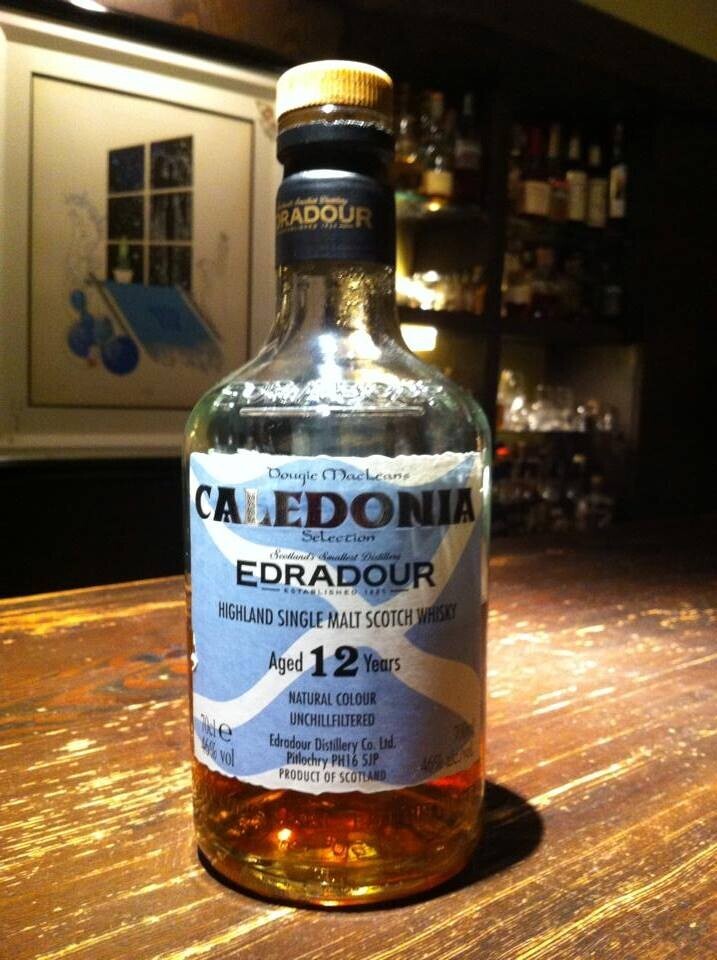 EDRADOUR
Dougie MacLean's
CALEDONIA
Selection
Scotland's Smallest Distillery
EDRADOUR
ESTABLISHED 1825
HIGHLAND SINGLE MALT SCOTCH WHISKY
Aged 12 Years
NATURAL COLOUR
UNCHILLFILTERED
70cl e
46% vol
Edradour Distillery Co. Ltd.
Pitlochry PH16 5JP
PRODUCT OF SCOTLAND